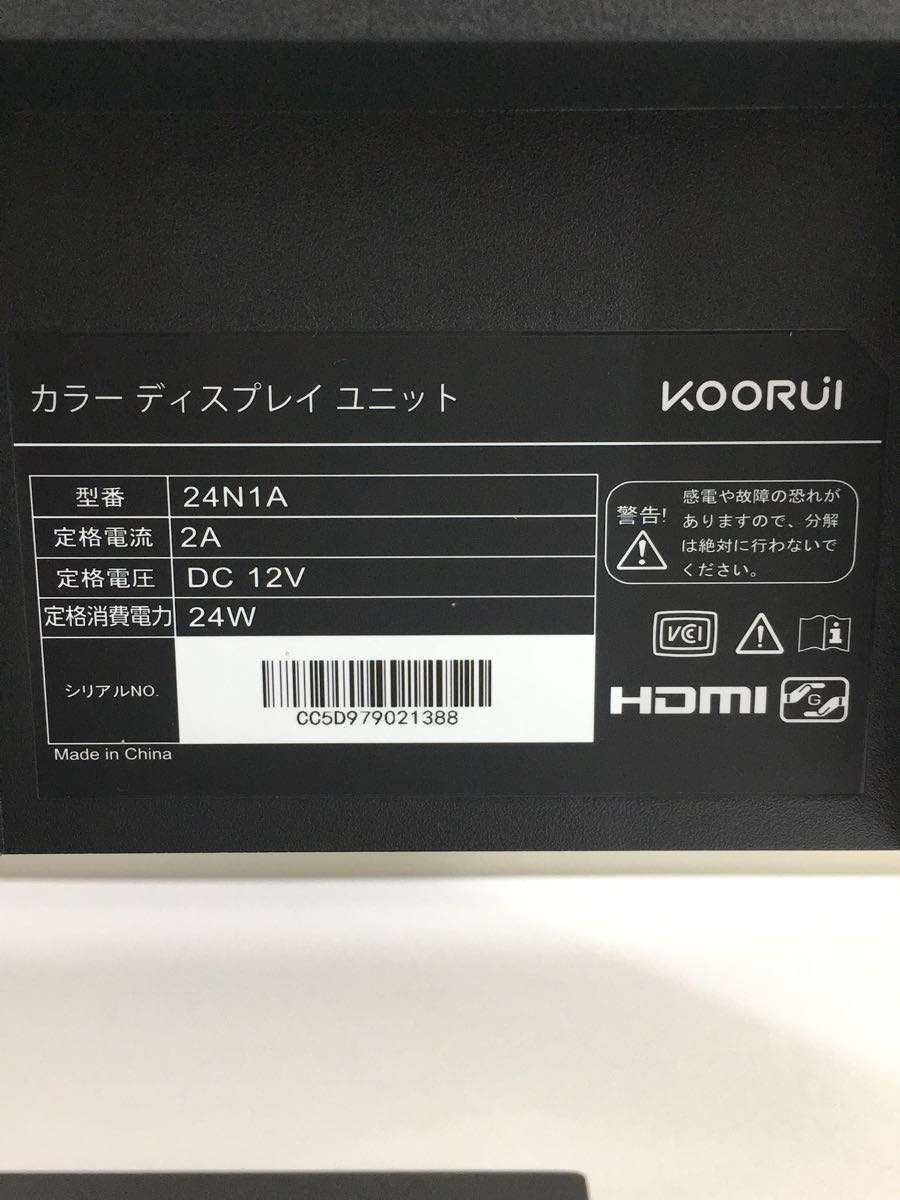 カラー ディスプレイ ユニット
KOORUI
型番 24N1A
定格電流 2A
定格電圧 DC 12V
定格消費電力 24W
シリアルNO.
CC5D979021388
Made in China
警告!
感電や故障の恐れが
ありますので、分解
は絶対に行わないで
ください。
VCCI
HDMI
G